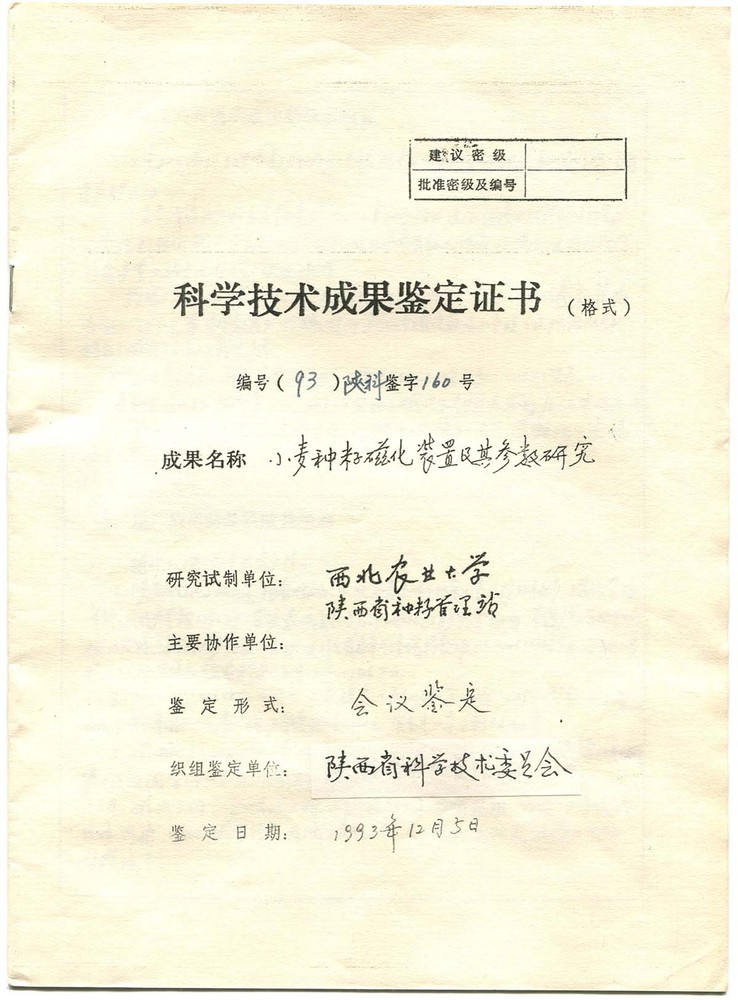 建议密级
批准密级及编号
科学技术成果鉴定证书 (格式)
编号(93)陕科鉴字160号
成果名称 小麦种籽磁化装置及其参数研究
研究试制单位: 西北农业大学
陕西省种籽管理站
主要协作单位:
鉴定形式: 会议鉴定
织组鉴定单位: 陕西省科学技术委员会
鉴定日期: 1993年12月5日